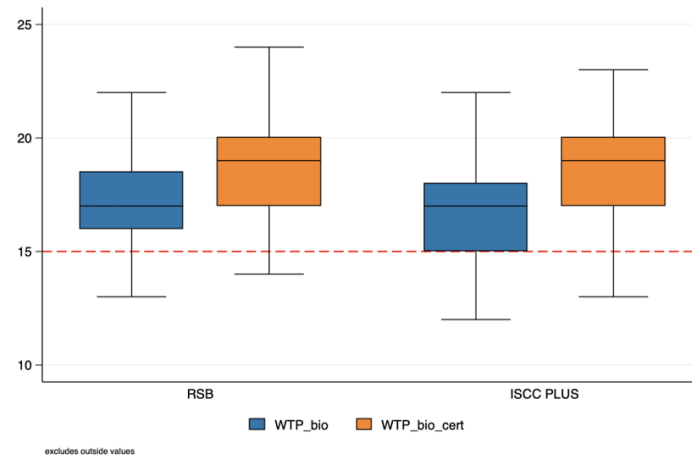 25
20
15
10
RSB
ISCC PLUS
WTP_bio
WTP_bio_cert
excludes outside values